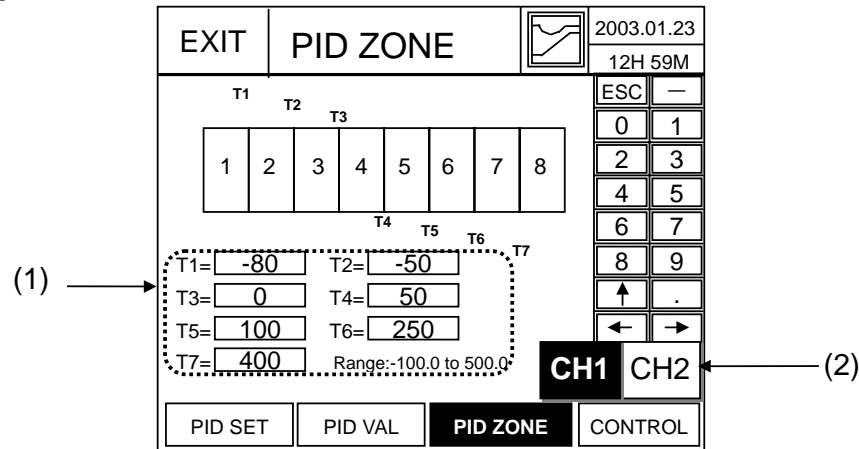 EXIT PID ZONE 2003.01.23
12H 59M
T1 T2 T3
1 2 3 4 5 6 7 8
T4 T5 T6 T7
ESC —
0 1
2 3
4 5
6 7
8 9
↑ .
← →
(1)
T1= -80 T2= -50
T3= 0 T4= 50
T5= 100 T6= 250
T7= 400 Range:-100.0 to 500.0
CH1 CH2
(2)
PID SET PID VAL PID ZONE CONTROL